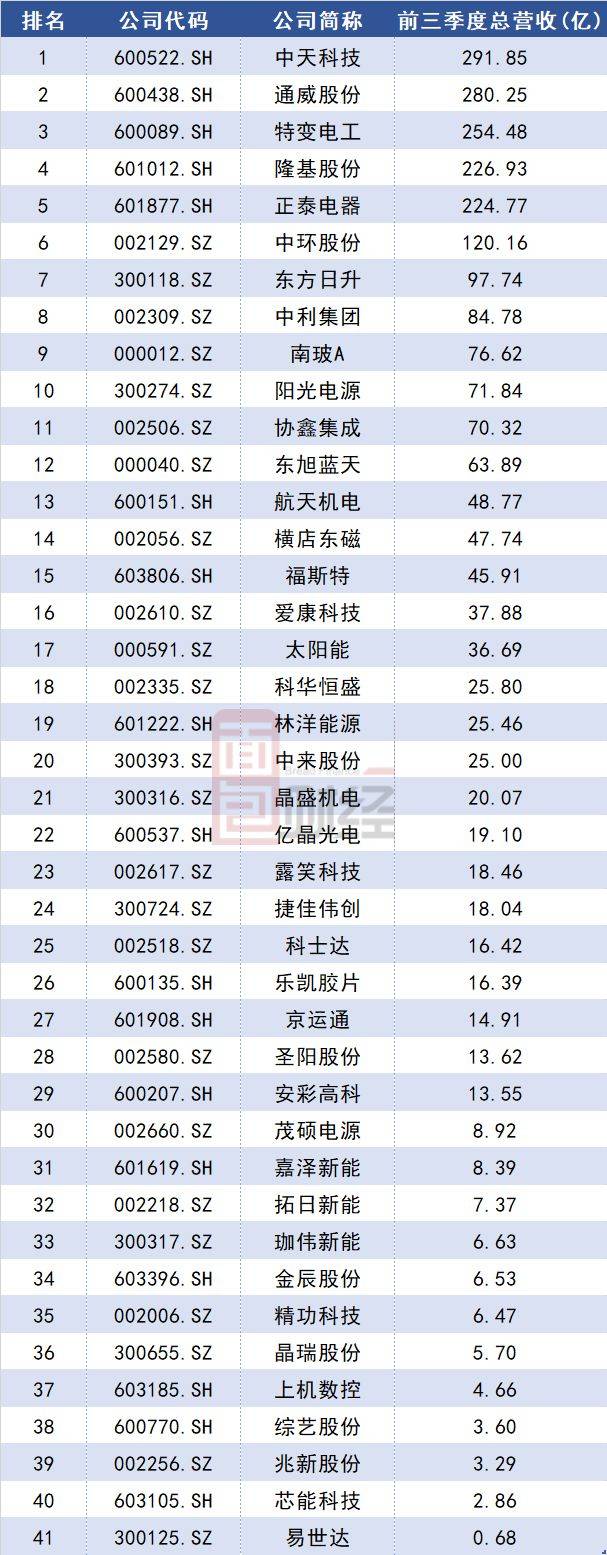 排名 公司代码 公司简称 前三季度总营收(亿)
1 600522.SH 中天科技 291.85
2 600438.SH 通威股份 280.25
3 600089.SH 特变电工 254.48
4 601012.SH 隆基股份 226.93
5 601877.SH 正泰电器 224.77
6 002129.SZ 中环股份 120.16
7 300118.SZ 东方日升 97.74
8 002309.SZ 中利集团 84.78
9 000012.SZ 南玻A 76.62
10 300274.SZ 阳光电源 71.84
11 002506.SZ 协鑫集成 70.32
12 000040.SZ 东旭蓝天 63.89
13 600151.SH 航天机电 48.77
14 002056.SZ 横店东磁 47.74
15 603806.SH 福斯特 45.91
16 002610.SZ 爱康科技 37.88
17 000591.SZ 太阳能 36.69
18 002335.SZ 科华恒盛 25.80
19 601222.SH 林洋能源 25.46
20 300393.SZ 中来股份 25.00
21 300316.SZ 晶盛机电 20.07
22 600537.SH 亿晶光电 19.10
23 002617.SZ 露笑科技 18.46
24 300724.SZ 捷佳伟创 18.04
25 002518.SZ 科士达 16.42
26 600135.SH 乐凯胶片 16.39
27 601908.SH 京运通 14.91
28 002580.SZ 圣阳股份 13.62
29 600207.SH 安彩高科 13.55
30 002660.SZ 茂硕电源 8.92
31 601619.SH 嘉泽新能 8.39
32 002218.SZ 拓日新能 7.37
33 300317.SZ 珈伟新能 6.63
34 603396.SH 金辰股份 6.53
35 002006.SZ 精功科技 6.47
36 300655.SZ 晶瑞股份 5.70
37 603185.SH 上机数控 4.66
38 600770.SH 综艺股份 3.60
39 002256.SZ 兆新股份 3.29
40 603105.SH 芯能科技 2.86
41 300125.SZ 易世达 0.68
面包财经